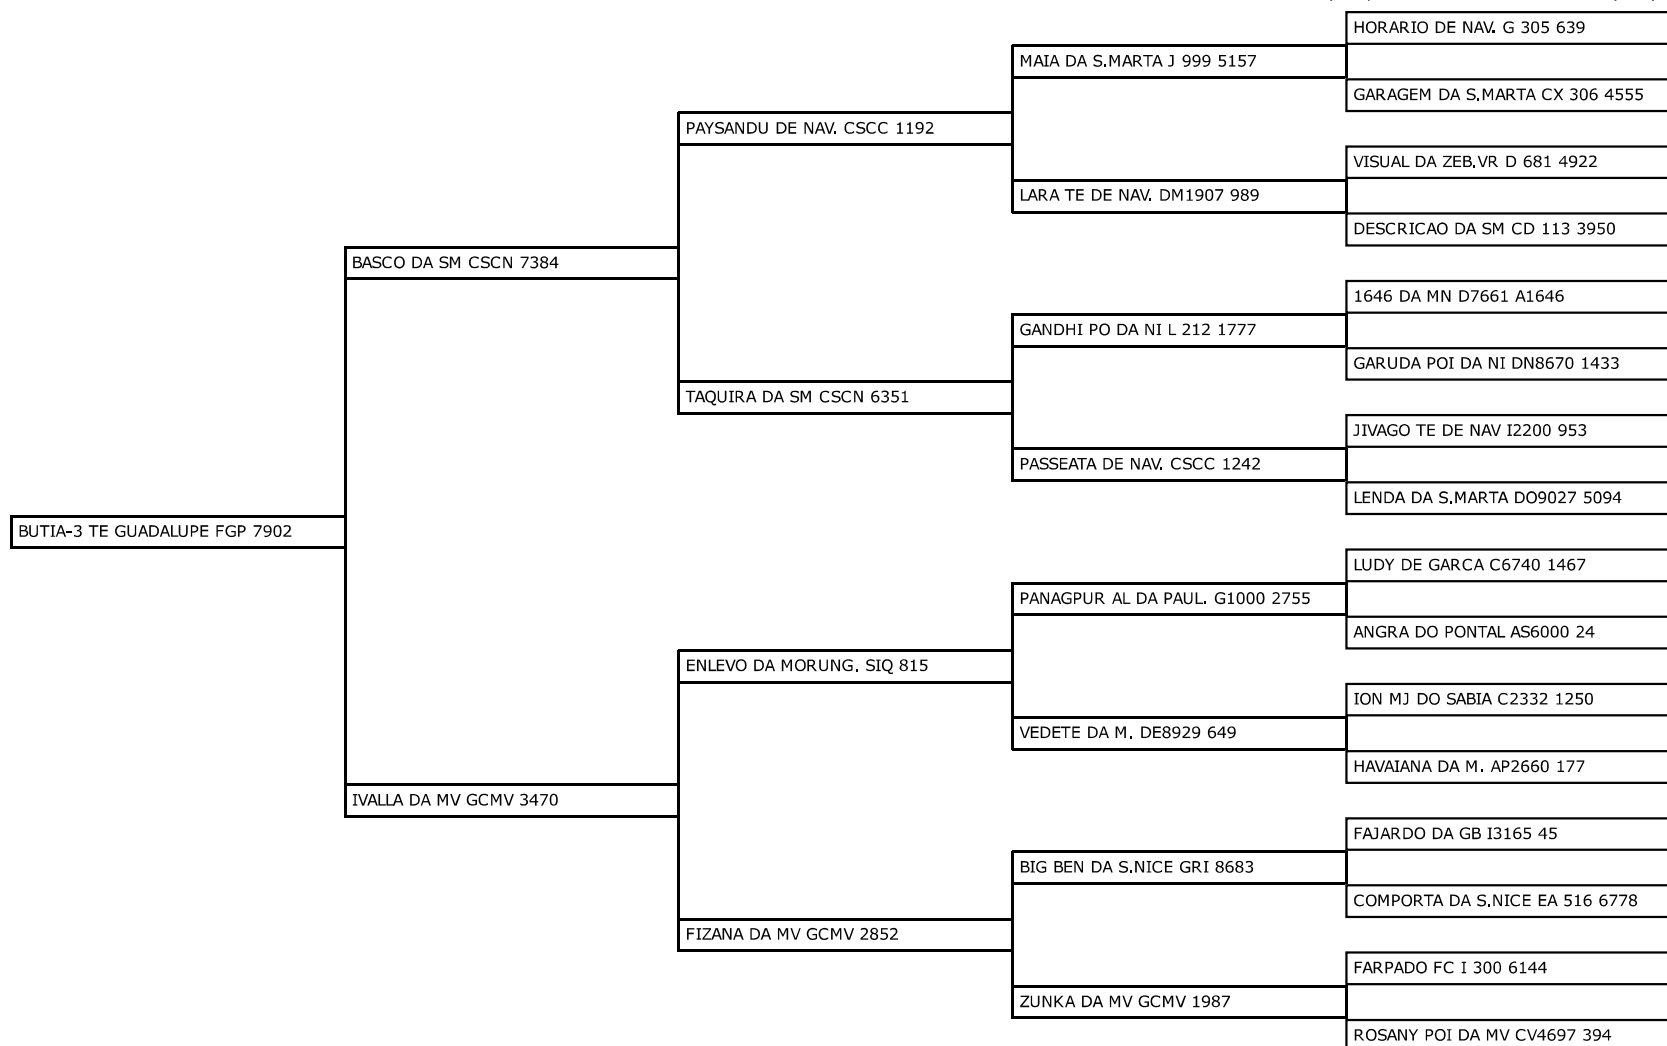 HORARIO DE NAV. G 305 639
MAIA DA S.MARTA J 999 5157
GARAGEM DA S.MARTA CX 306 4555
PAYSANDU DE NAV. CSCC 1192
VISUAL DA ZEB.VR D 681 4922
LARA TE DE NAV. DM1907 989
DESCRICAO DA SM CD 113 3950
BASCO DA SM CSCN 7384
1646 DA MN D7661 A1646
GANDHI PO DA NI L 212 1777
GARUDA POI DA NI DN8670 1433
TAQUIRA DA SM CSCN 6351
JIVAGO TE DE NAV I2200 953
PASSEATA DE NAV. CSCC 1242
LENDA DA S.MARTA DO9027 5094
BUTIA-3 TE GUADALUPE FGP 7902
LUDY DE GARCA C6740 1467
PANAGPUR AL DA PAUL. G1000 2755
ANGRA DO PONTAL AS6000 24
ENLEVO DA MORUNG. SIQ 815
ION MJ DO SABIA C2332 1250
VEDETE DA M. DE8929 649
HAVAIANA DA M. AP2660 177
IVALLA DA MV GCMV 3470
FAJARDO DA GB I3165 45
BIG BEN DA S.NICE GRI 8683
COMPORTA DA S.NICE EA 516 6778
FIZANA DA MV GCMV 2852
FARPADO FC I 300 6144
ZUNKA DA MV GCMV 1987
ROSANY POI DA MV CV4697 394